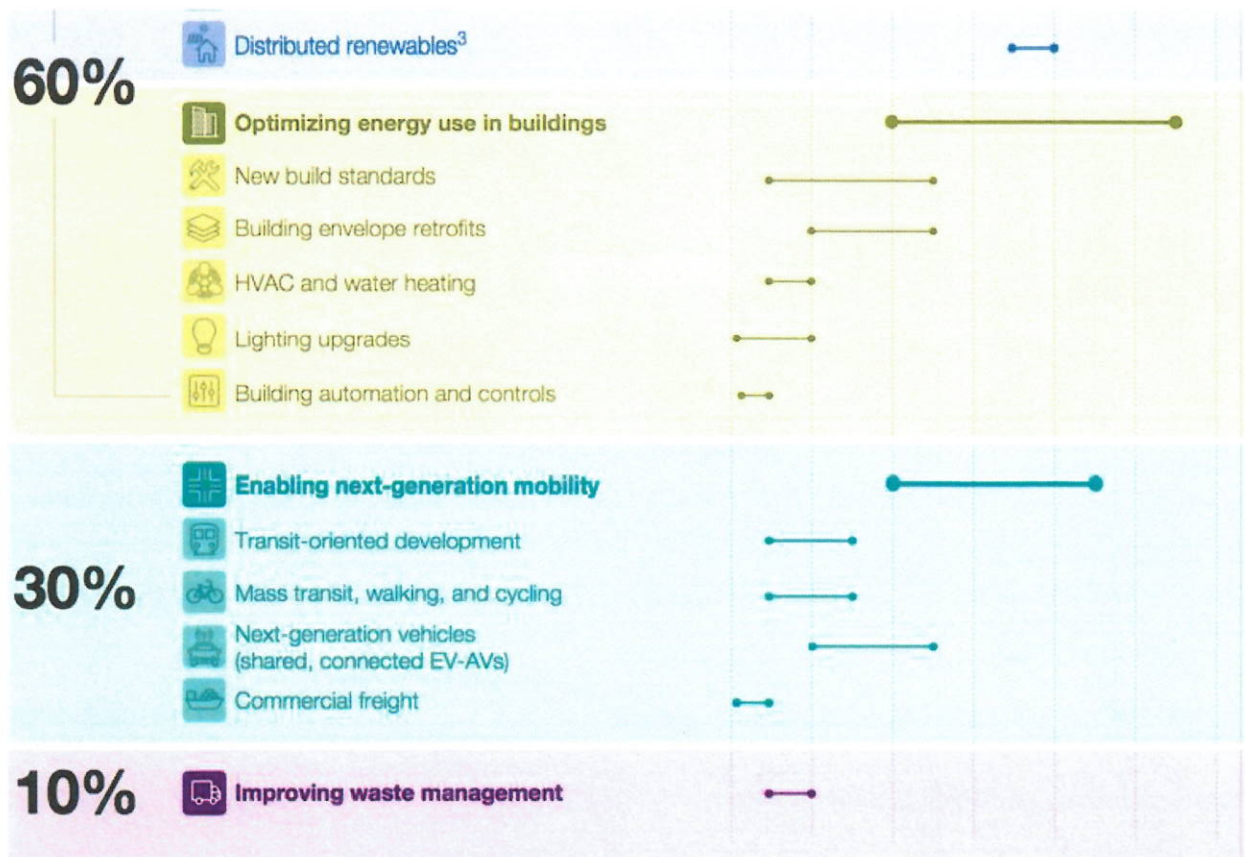 Distributed renewables³
60%
Optimizing energy use in buildings
New build standards
Building envelope retrofits
HVAC and water heating
Lighting upgrades
Building automation and controls
Enabling next-generation mobility
Transit-oriented development
30%
Mass transit, walking, and cycling
Next-generation vehicles
(shared, connected EV-AVs)
Commercial freight
10%
Improving waste management